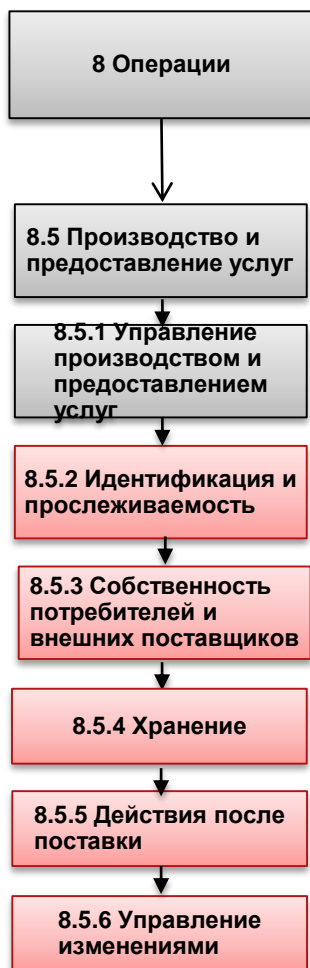 8 Операции
8.5 Производство и
предоставление услуг
8.5.1 Управление
производством и
предоставлением
услуг
8.5.2 Идентификация и
прослеживаемость
8.5.3 Собственность
потребителей и
внешних поставщиков
8.5.4 Хранение
8.5.5 Действия после
поставки
8.5.6 Управление
изменениями